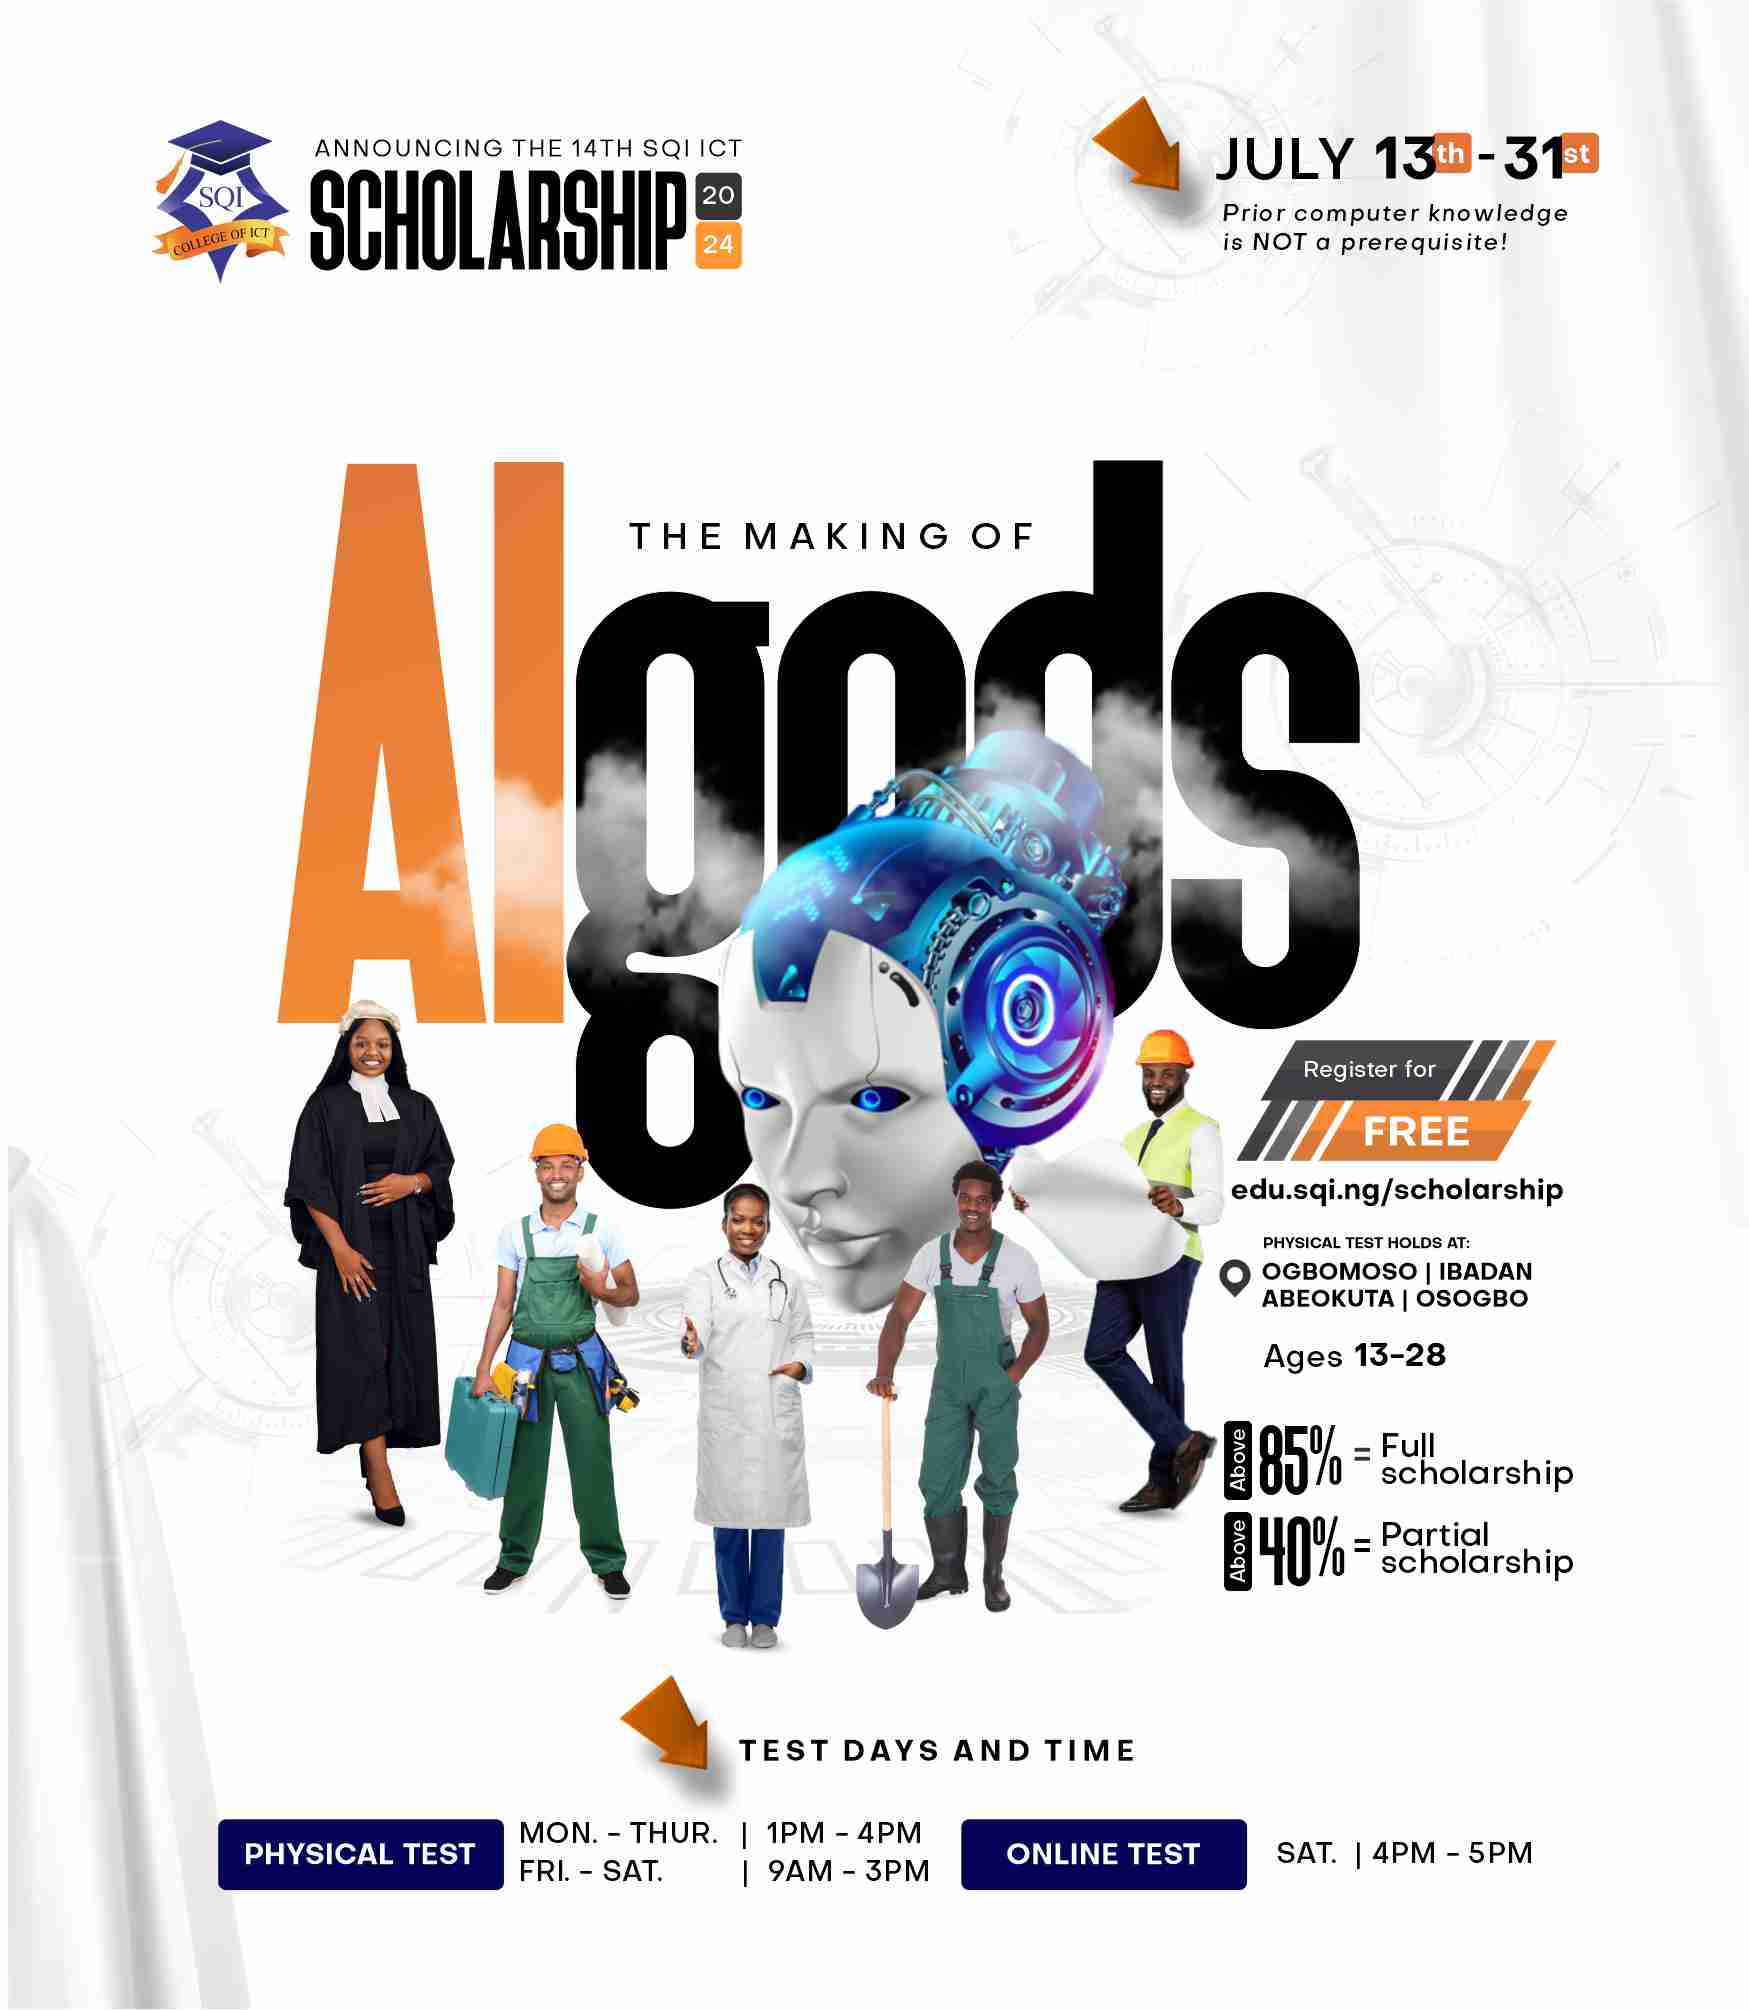 SQI
COLLEGE OF ICT
ANNOUNCING THE 14TH SQI ICT
SCHOLARSHIP
20
24
JULY 13th - 31st
Prior computer knowledge
is NOT a prerequisite!
THE MAKING OF
AIgods
Register for
FREE
edu.sqi.ng/scholarship
PHYSICAL TEST HOLDS AT:
OGBOMOSO | IBADAN
ABEOKUTA | OSOGBO
Ages 13-28
Above 85% = Full
scholarship
Above 40% = Partial
scholarship
TEST DAYS AND TIME
PHYSICAL TEST
MON. - THUR. | 1PM - 4PM
FRI. - SAT. | 9AM - 3PM
ONLINE TEST
SAT. | 4PM - 5PM